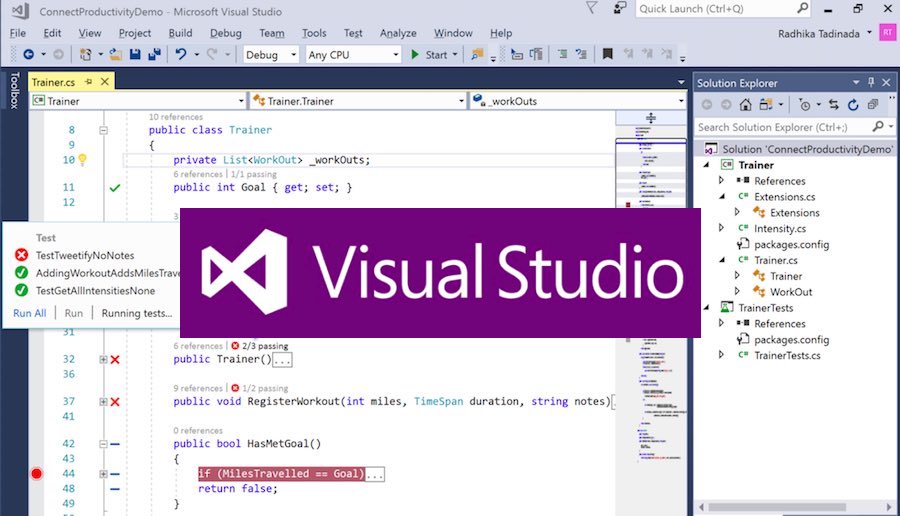 ConnectProductivityDemo - Microsoft Visual Studio
Quick Launch (Ctrl+Q)
File Edit View Project Build Debug Team Tools Test Analyze Window Help
Radhika Tadinada RT
Debug Any CPU Start
Toolbox
Trainer.cs
Trainer Trainer.Trainer _workOuts
10 references
8 public class Trainer
9 {
10 private List<WorkOut> _workOuts;
6 references | 1/1 passing
11 public int Goal { get; set; }
12
3
Test
TestTweetifyNoNotes
AddingWorkoutAddsMilesTrave
TestGetAllIntensitiesNone
Run All | Run | Running tests...
Visual Studio
31
6 references | 2/3 passing
32 public Trainer()...
36
9 references | 1/2 passing
37 public void RegisterWorkout(int miles, TimeSpan duration, string notes)
41
0 references
42 public bool HasMetGoal()
43 {
44 if (MilesTravelled == Goal)...
48 return false;
49 }
Solution Explorer
Search Solution Explorer (Ctrl+;)
Solution 'ConnectProductivityDemo'
Trainer
References
Extensions.cs
Extensions
Intensity.cs
packages.config
Trainer.cs
Trainer
WorkOut
TrainerTests
References
packages.config
TrainerTests.cs